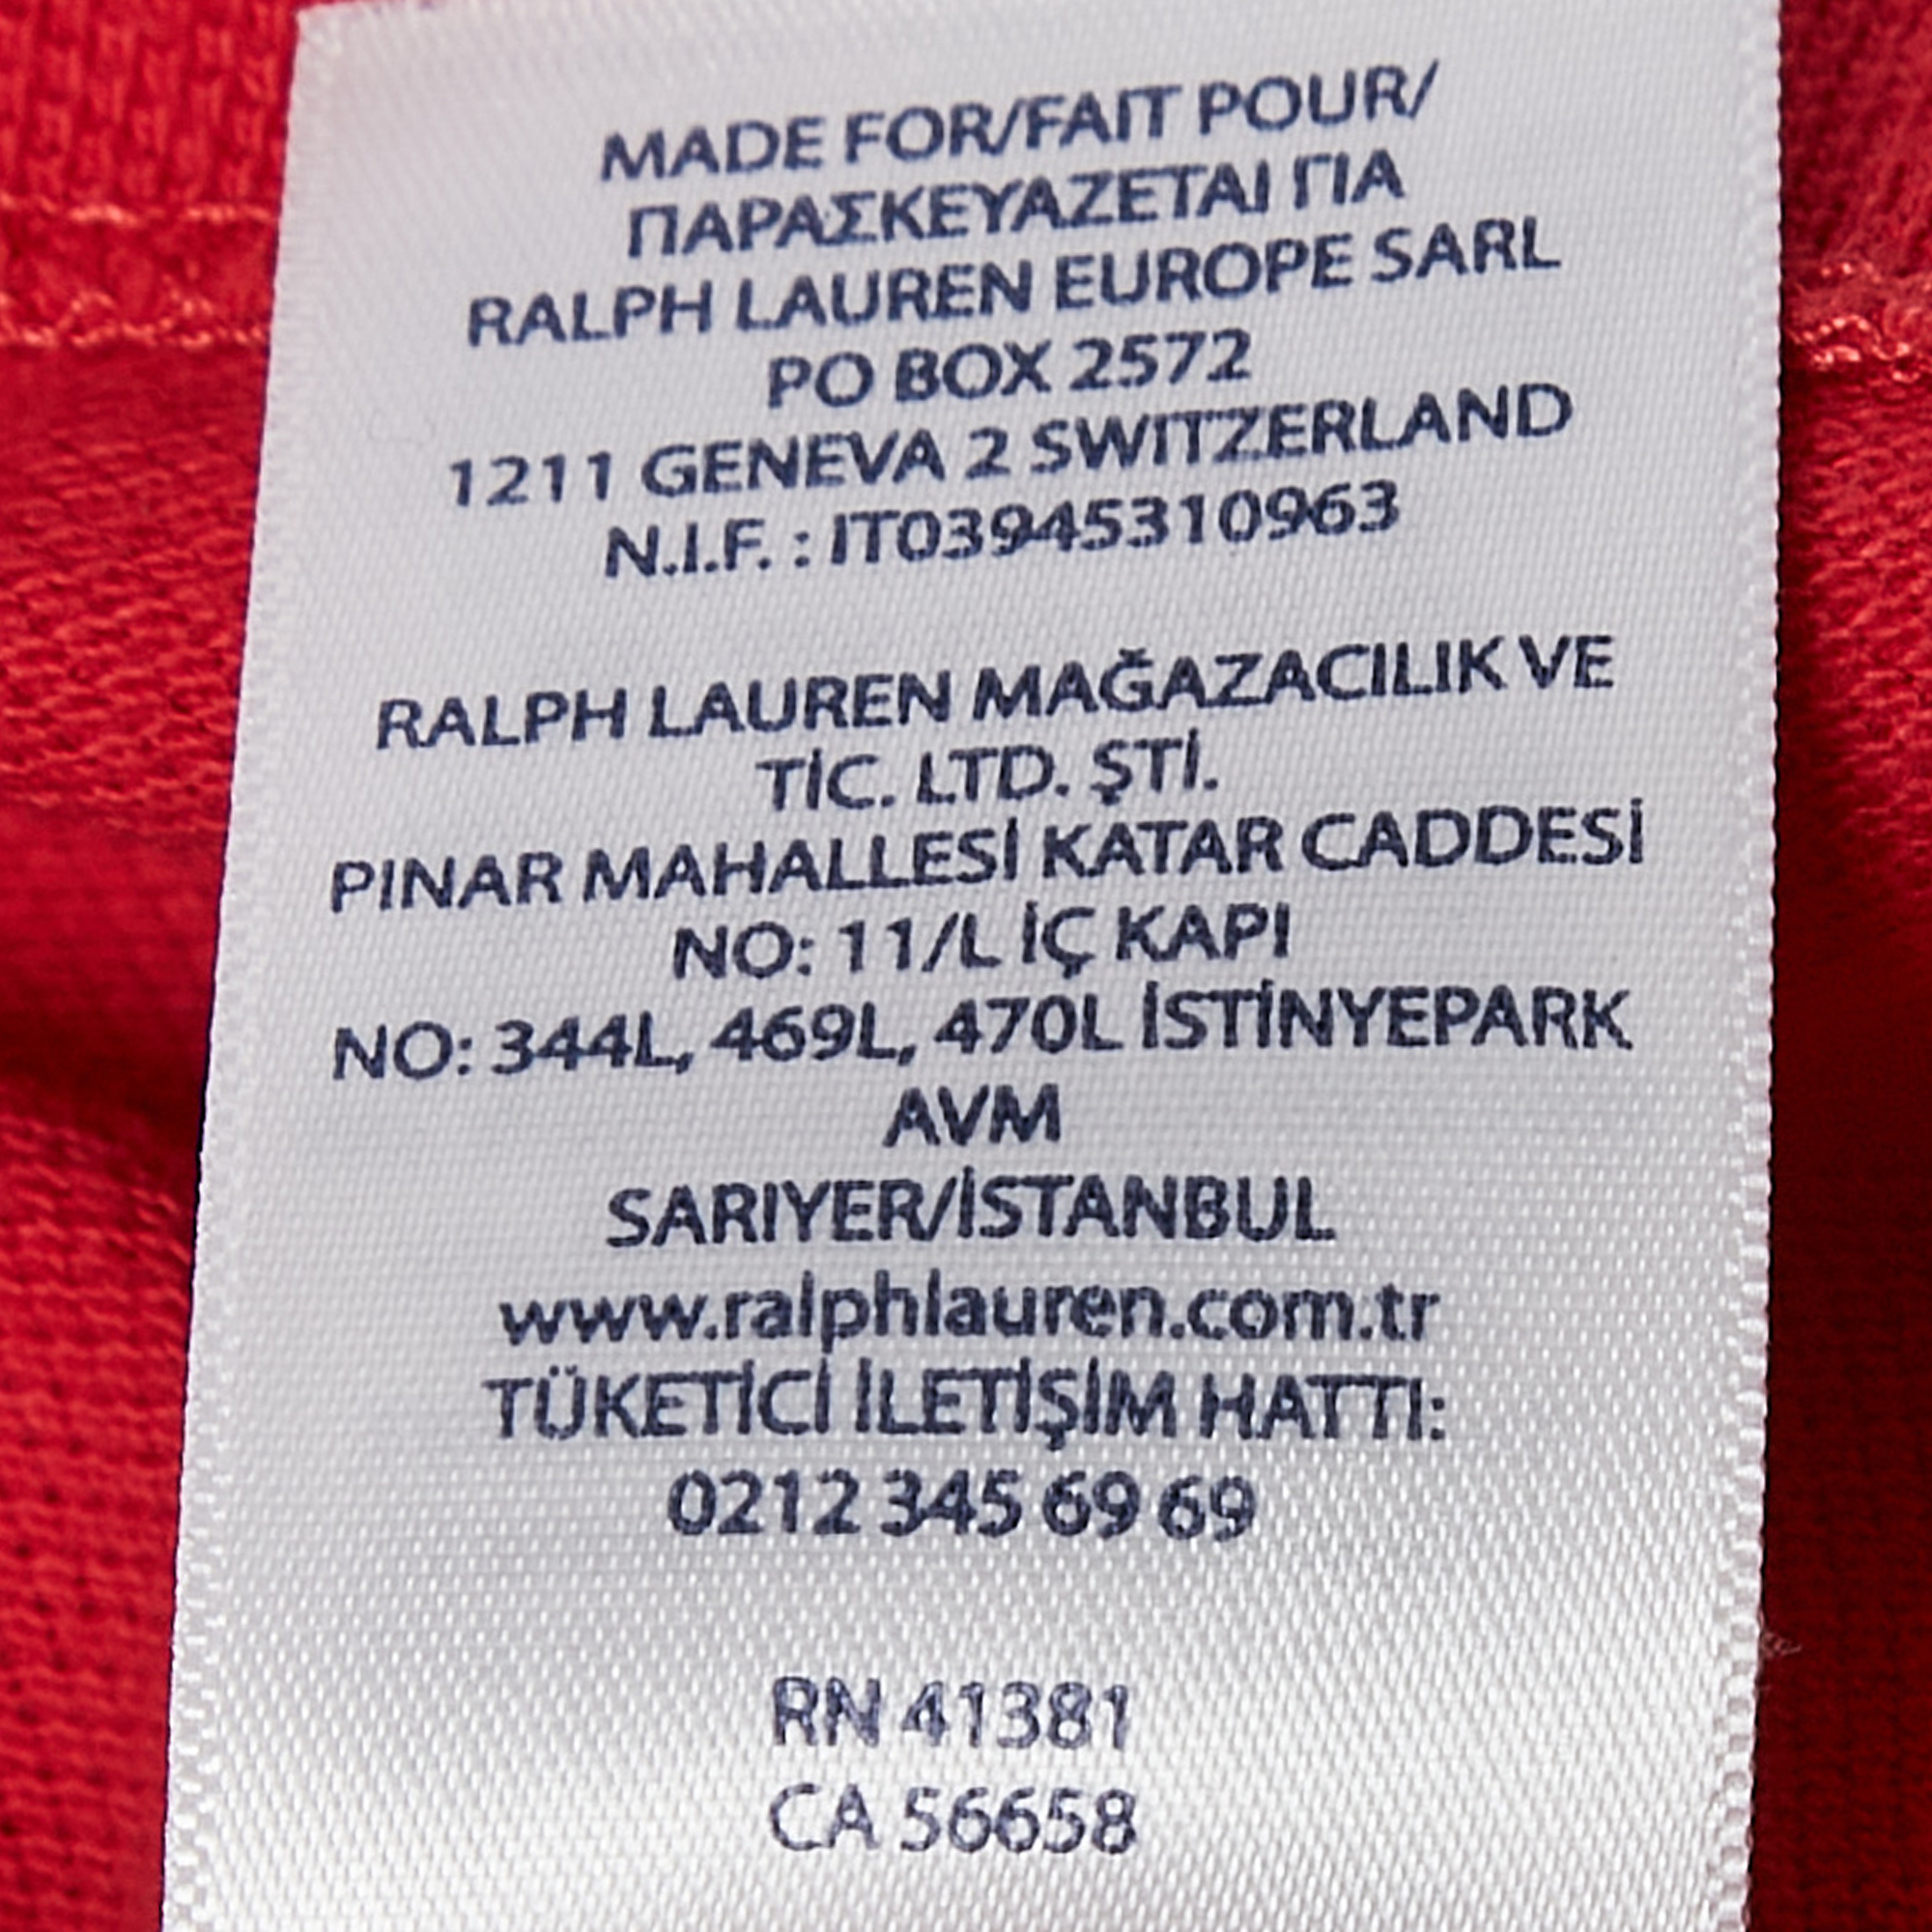 MADE FOR/FAIT POUR/
ΠΑΡΑΣΚΕΥΑΖΕΤΑΙ ΓΙΑ
RALPH LAUREN EUROPE SARL
PO BOX 2572
1211 GENEVA 2 SWITZERLAND
N.I.F. : IT03945310963
RALPH LAUREN MAĞAZACILIK VE
TİC. LTD. ŞTİ.
PINAR MAHALLESİ KATAR CADDESİ
NO: 11/L İÇ KAPI
NO: 344L, 469L, 470L İSTİNYEPARK
AVM
SARIYER/İSTANBUL
www.ralphlauren.com.tr
TÜKETİCİ İLETİŞİM HATTI:
0212 345 69 69
RN 41381
CA 56658